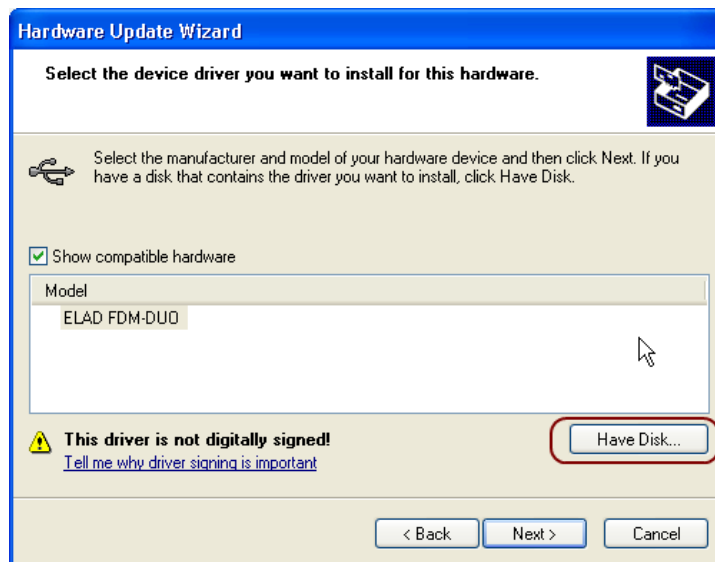 Hardware Update Wizard
Select the device driver you want to install for this hardware.
Select the manufacturer and model of your hardware device and then click Next. If you
have a disk that contains the driver you want to install, click Have Disk.
Show compatible hardware
Model
ELAD FDM-DUO
This driver is not digitally signed!
Have Disk...
Tell me why driver signing is important
< Back
Next >
Cancel